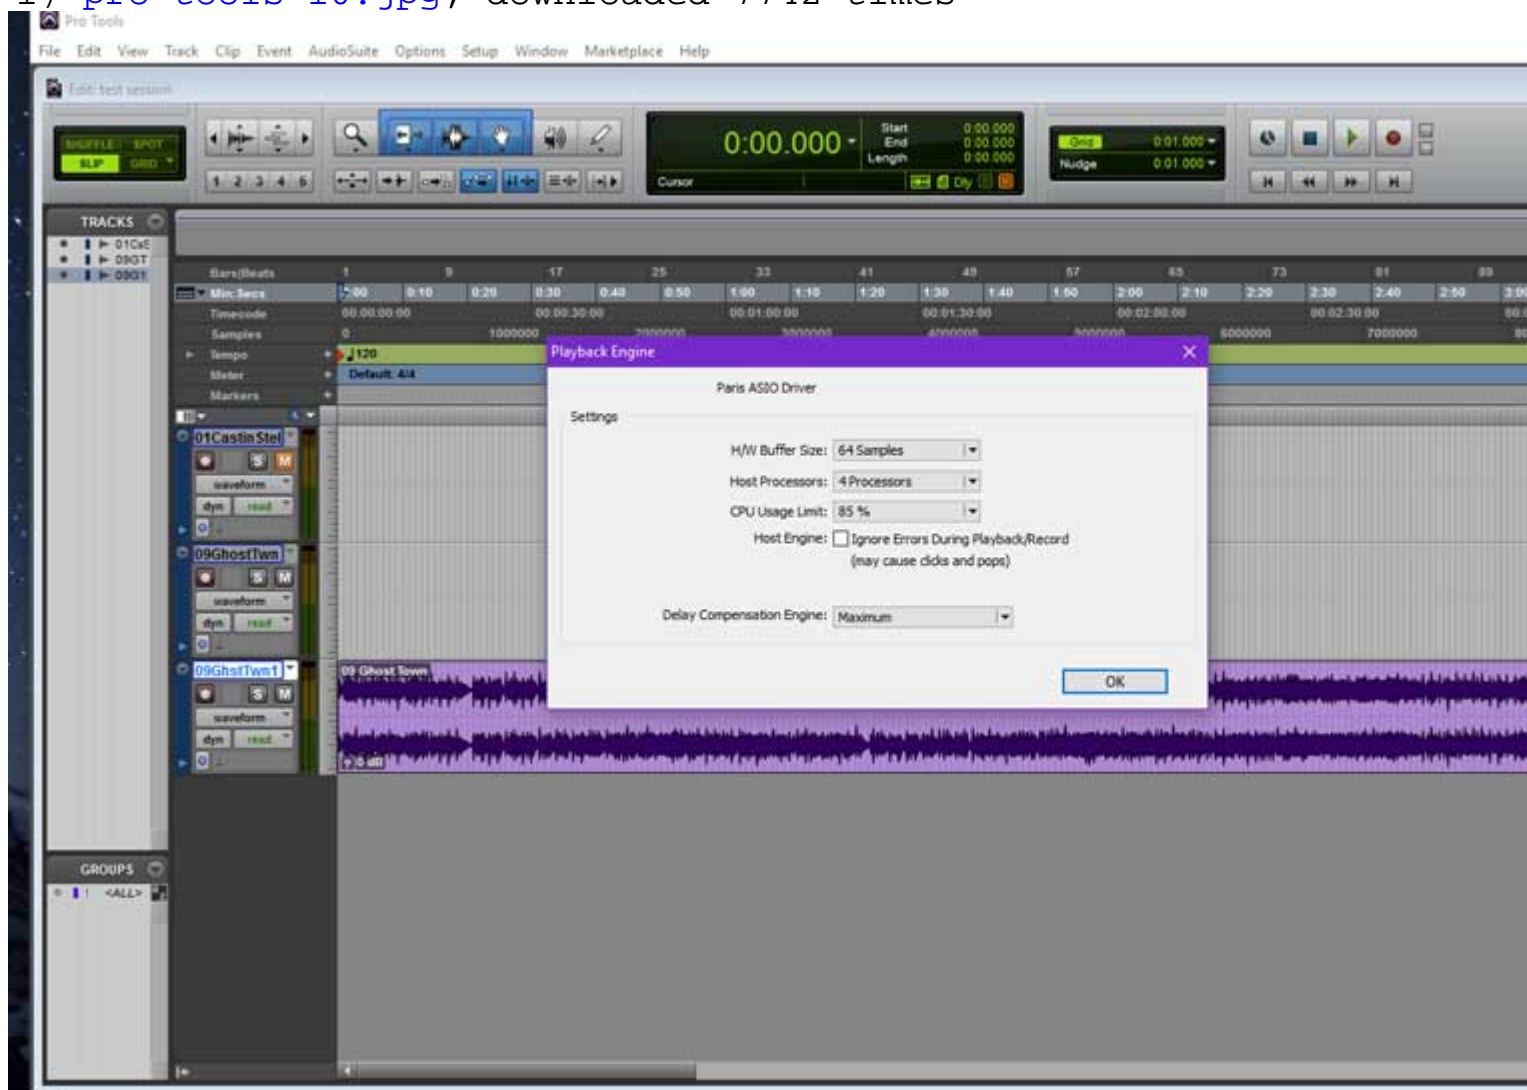 Pro Tools
File Edit View Track Clip Event AudioSuite Options Setup Window Marketplace Help
Edit: test session
SHUFFLE SPOT
SLIP GRID
1 2 3 4 5
0:00.000
Start 0:00.000
End 0:00.000
Length 0:00.000
Cursor
Dly
Grid 0:01.000
Nudge 0:01.000
TRACKS
Bars|Beats 1 9 17 25 33 41 49 57 65 73 81 89
Min:Secs 0:10 0:20 0:30 0:40 0:50 1:00 1:10 1:20 1:30 1:40 1:50 2:00 2:10 2:20 2:30 2:40 2:50
Timecode 00:00:00:00 00:00:30:00 00:01:00:00 00:01:30:00 00:02:00:00 00:02:30:00
Samples 0 1000000 2000000 3000000 4000000 5000000 6000000 7000000
Tempo 120
Meter Default: 4/4
Markers
Playback Engine
Paris ASIO Driver
Settings
H/W Buffer Size: 64 Samples
Host Processors: 4 Processors
CPU Usage Limit: 85 %
Host Engine: Ignore Errors During Playback/Record
(may cause clicks and pops)
Delay Compensation Engine: Maximum
OK
01CastinStel
S M
waveform
dyn read
09GhostTwn
S M
waveform
dyn read
09GhstTwn1
S M
waveform
dyn read
09 Ghost Town
0 dB
GROUPS
! <ALL>